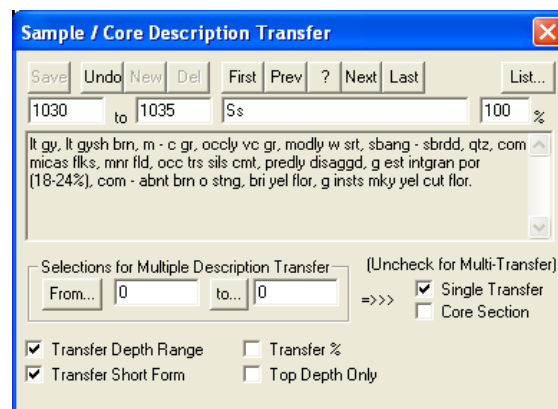 Sample / Core Description Transfer
Save Undo New Del First Prev ? Next Last List...
1030 to 1035 Ss 100 %
lt gy, lt gysh brn, m - c gr, occly vc gr, modly w srt, sbang - sbrdd, qtz, com
micas flks, mnr fld, occ trs sils cmt, predly disaggd, g est intgran por
(18-24%), com - abnt brn o stng, bri yel flor, g insts mky yel cut flor.
Selections for Multiple Description Transfer
(Uncheck for Multi-Transfer)
From... 0 to... 0 =>>> Single Transfer
Core Section
Transfer Depth Range Transfer %
Transfer Short Form Top Depth Only